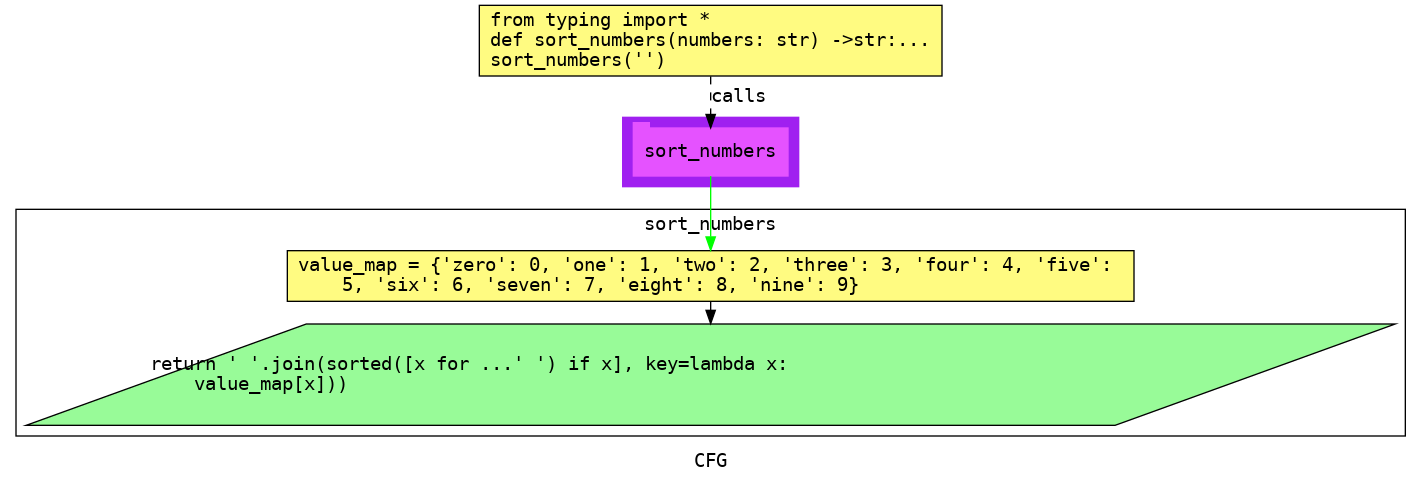 from typing import *
def sort_numbers(numbers: str) ->str:...
sort_numbers('')
calls
sort_numbers
sort_numbers
value_map = {'zero': 0, 'one': 1, 'two': 2, 'three': 3, 'four': 4, 'five':
    5, 'six': 6, 'seven': 7, 'eight': 8, 'nine': 9}
return ' '.join(sorted([x for ...' ') if x], key=lambda x:
    value_map[x]))
CFG